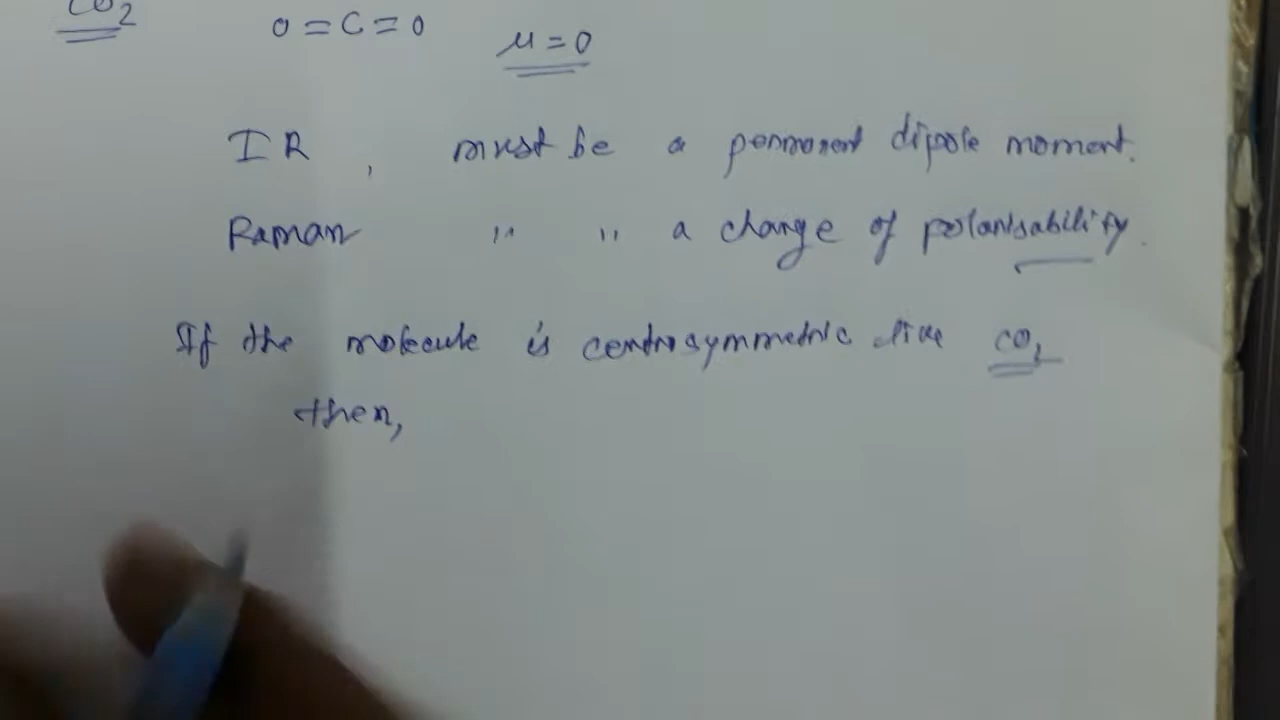 CO2
O = C = O
μ = 0
IR, must be a permanent dipole moment.
Raman " " a change of polarisability.
If the molecule is centrosymmetric like CO2
then,